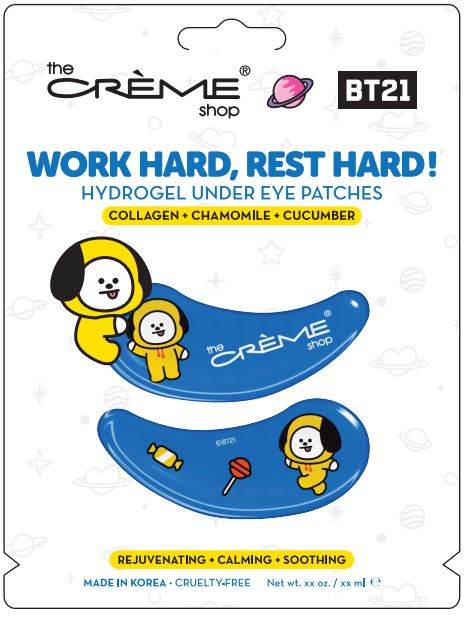 the
CRÈME®
shop
BT21
WORK HARD, REST HARD!
HYDROGEL UNDER EYE PATCHES
COLLAGEN + CHAMOMILE + CUCUMBER
the
CRÈME®
shop
©BT21
REJUVENATING + CALMING + SOOTHING
MADE IN KOREA • CRUELTY-FREE Net wt. xx oz. / xx ml ℮